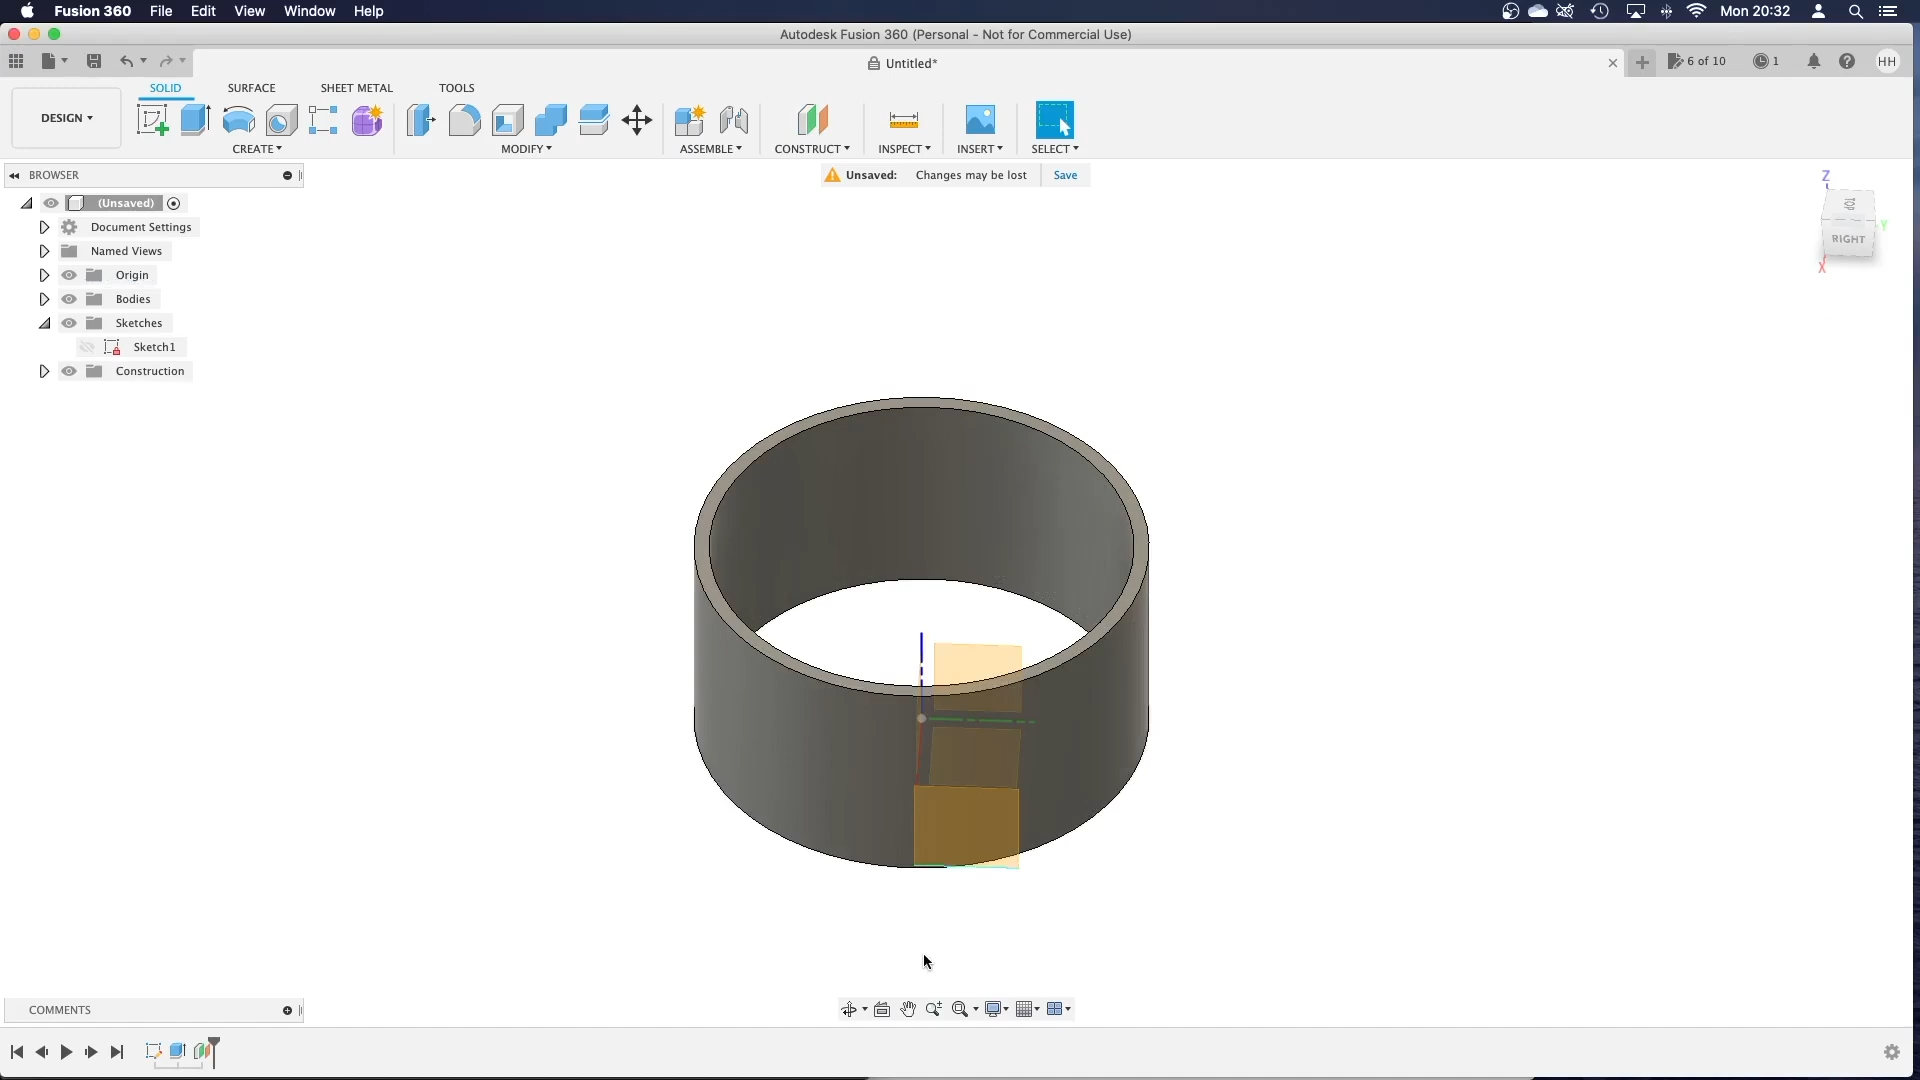 Fusion 360 File Edit View Window Help Mon 20:32
Autodesk Fusion 360 (Personal - Not for Commercial Use)
Untitled* 6 of 10 1 HH
SOLID SURFACE SHEET METAL TOOLS
DESIGN
CREATE MODIFY ASSEMBLE CONSTRUCT INSPECT INSERT SELECT
BROWSER
Unsaved: Changes may be lost Save
(Unsaved)
Document Settings
Named Views
Origin
Bodies
Sketches
Sketch1
Construction
Z
TOP
Y
RIGHT
X
COMMENTS